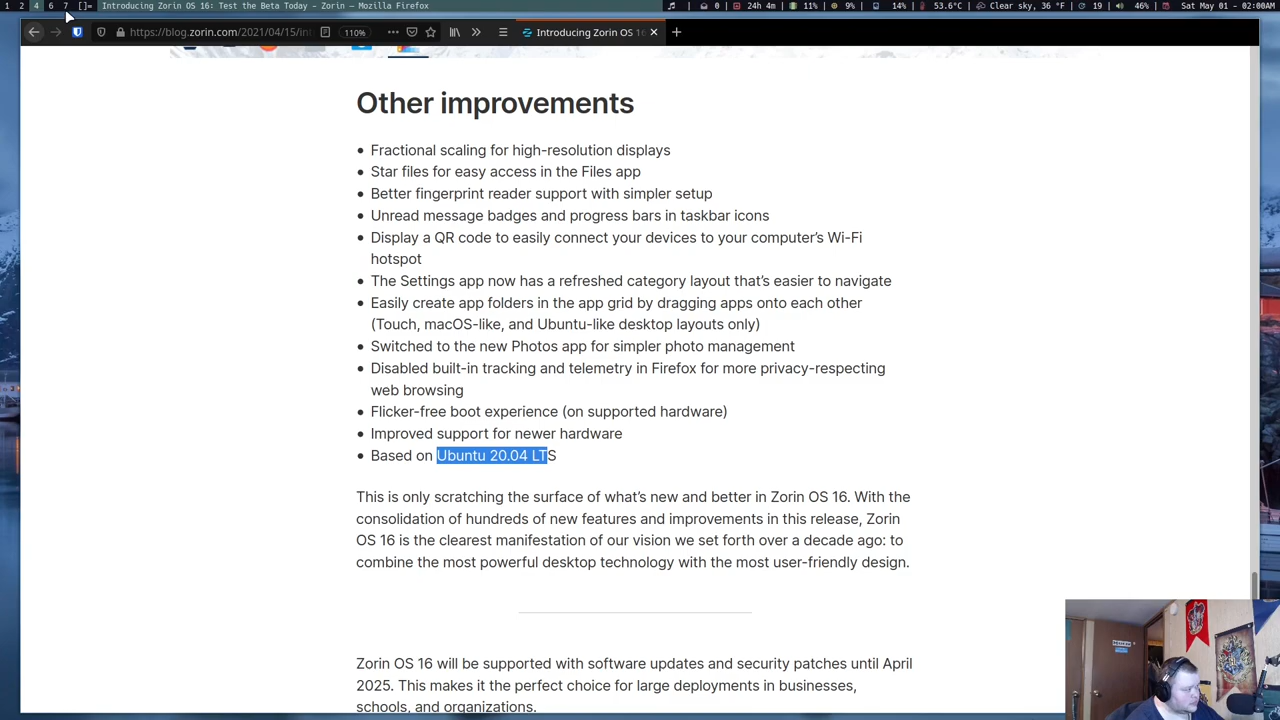 1 2 4 6 7 []= Introducing Zorin OS 16: Test the Beta Today - Zorin — Mozilla Firefox
0 24h 4m 11% 9% 14% 53.6°C Clear sky, 36 °F 19 46% Sat May 01 - 02:00AM
https://blog.zorin.com/2021/04/15/in 110% Introducing Zorin OS 16
Other improvements
• Fractional scaling for high-resolution displays
• Star files for easy access in the Files app
• Better fingerprint reader support with simpler setup
• Unread message badges and progress bars in taskbar icons
• Display a QR code to easily connect your devices to your computer’s Wi-Fi
hotspot
• The Settings app now has a refreshed category layout that’s easier to navigate
• Easily create app folders in the app grid by dragging apps onto each other
(Touch, macOS-like, and Ubuntu-like desktop layouts only)
• Switched to the new Photos app for simpler photo management
• Disabled built-in tracking and telemetry in Firefox for more privacy-respecting
web browsing
• Flicker-free boot experience (on supported hardware)
• Improved support for newer hardware
• Based on Ubuntu 20.04 LTS
This is only scratching the surface of what’s new and better in Zorin OS 16. With the
consolidation of hundreds of new features and improvements in this release, Zorin
OS 16 is the clearest manifestation of our vision we set forth over a decade ago: to
combine the most powerful desktop technology with the most user-friendly design.
Zorin OS 16 will be supported with software updates and security patches until April
2025. This makes it the perfect choice for large deployments in businesses,
schools, and organizations.